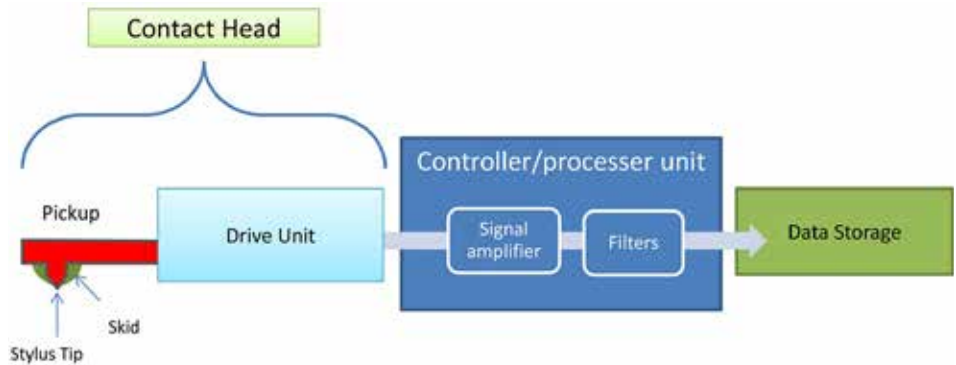 Contact Head
Controller/processer unit
Pickup
Drive Unit
Signal
amplifier
Filters
Data Storage
Skid
Stylus Tip